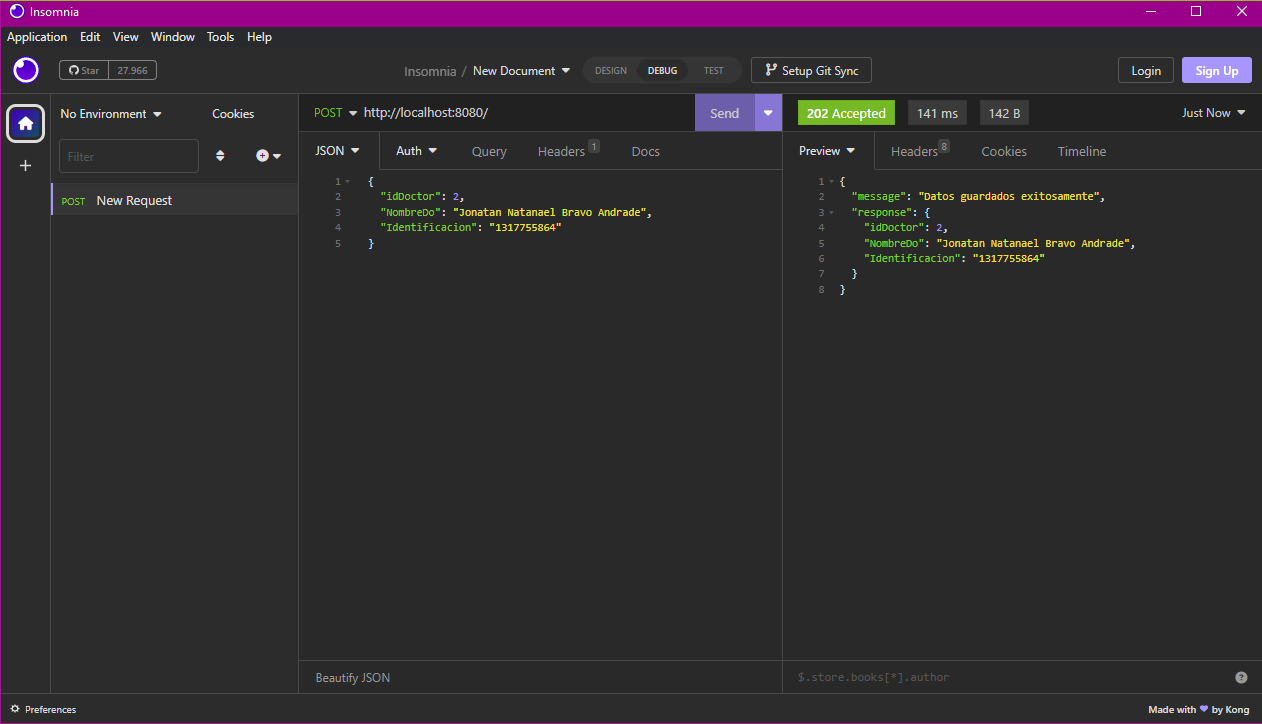 Insomnia
Application Edit View Window Tools Help
Star 27.966 Insomnia / New Document DESIGN DEBUG TEST Setup Git Sync Login Sign Up
No Environment Cookies
Filter
POST New Request
POST http://localhost:8080/ Send
JSON Auth Query Headers 1 Docs
1 {
2 "idDoctor": 2,
3 "NombreDo": "Jonatan Natanael Bravo Andrade",
4 "Identificacion": "1317755864"
5 }
Beautify JSON
202 Accepted 141 ms 142 B Just Now
Preview Headers 8 Cookies Timeline
1 {
2 "message": "Datos guardados exitosamente",
3 "response": {
4 "idDoctor": 2,
5 "NombreDo": "Jonatan Natanael Bravo Andrade",
6 "Identificacion": "1317755864"
7 }
8 }
$.store.books[*].author ?
Preferences Made with ♥ by Kong